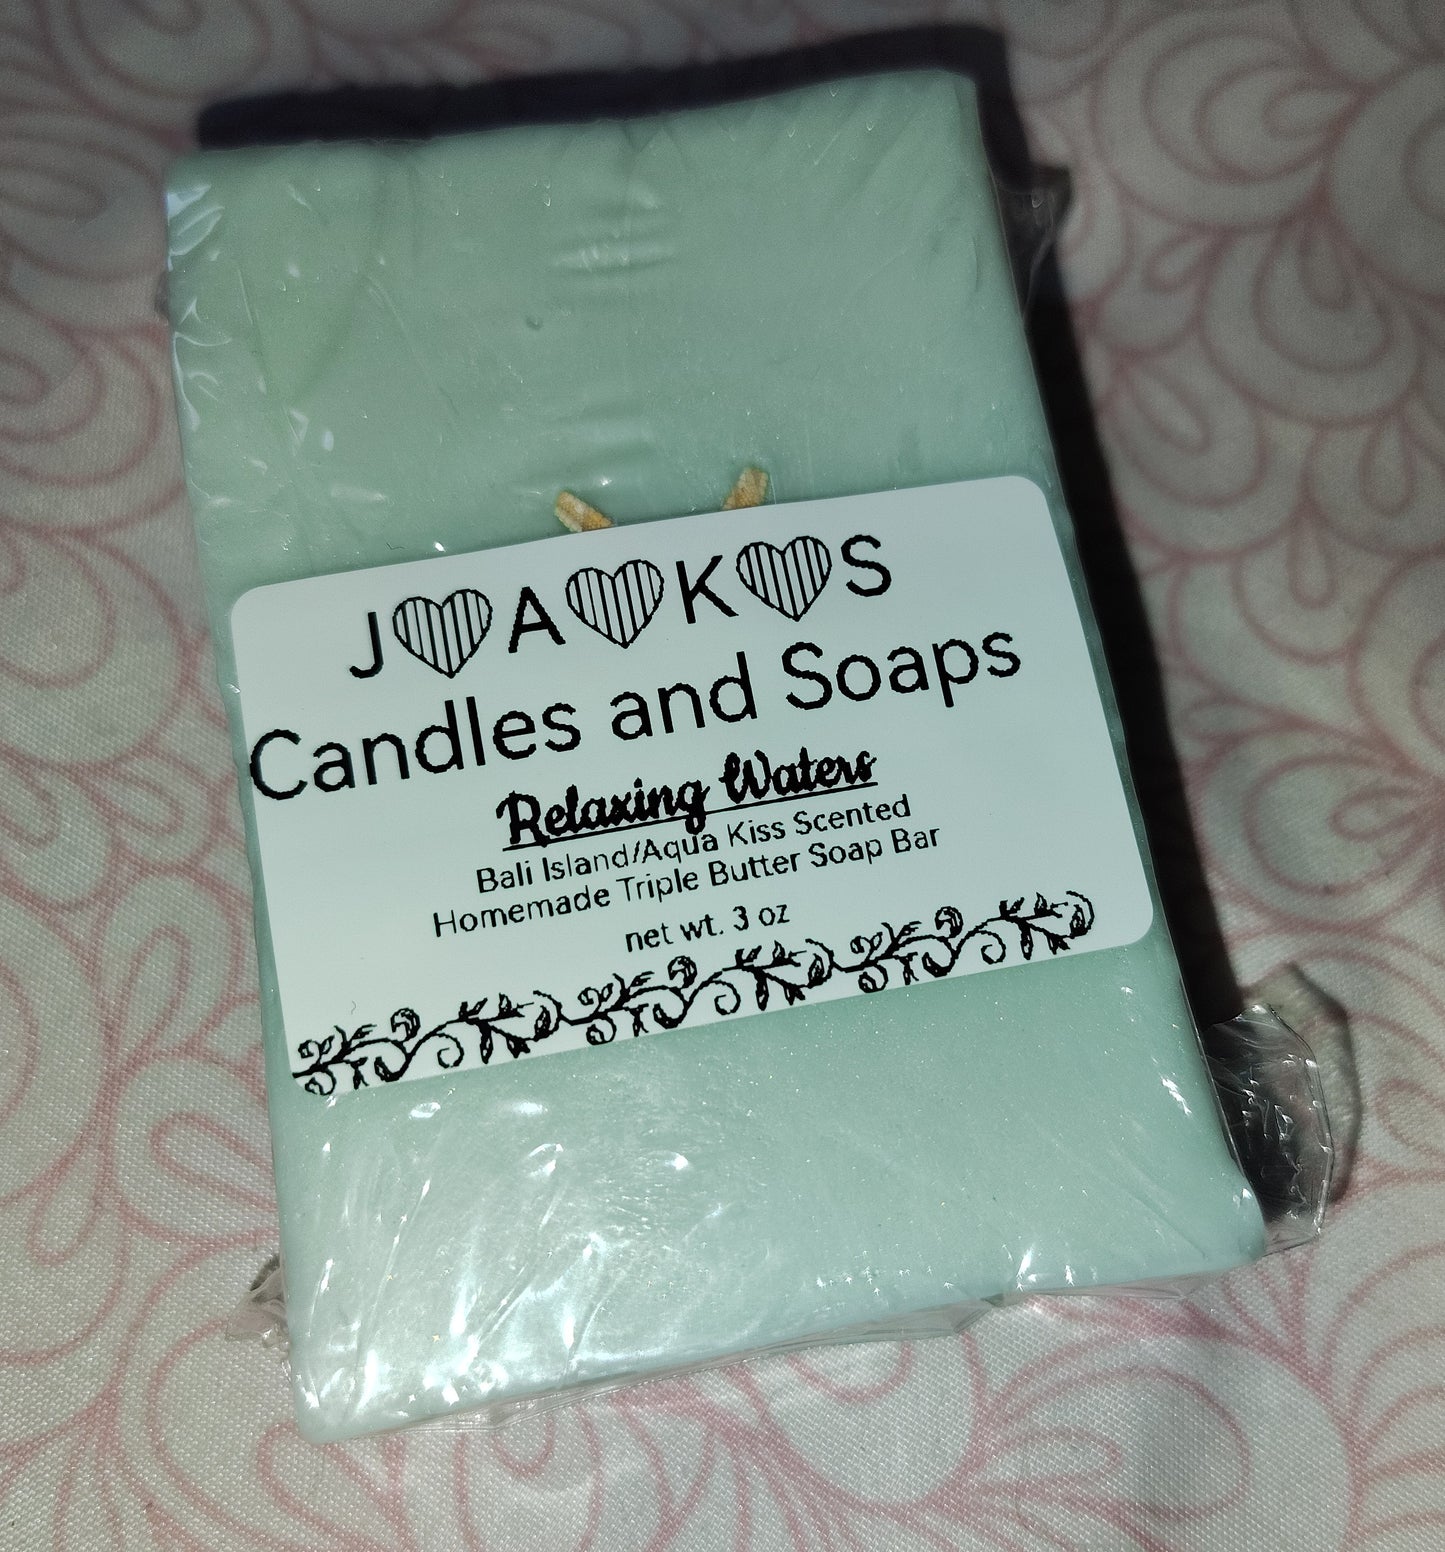 J♥A♥K♥S
Candles and Soaps
Relaxing Waters
Bali Island/Aqua Kiss Scented
Homemade Triple Butter Soap Bar
net wt. 3 oz